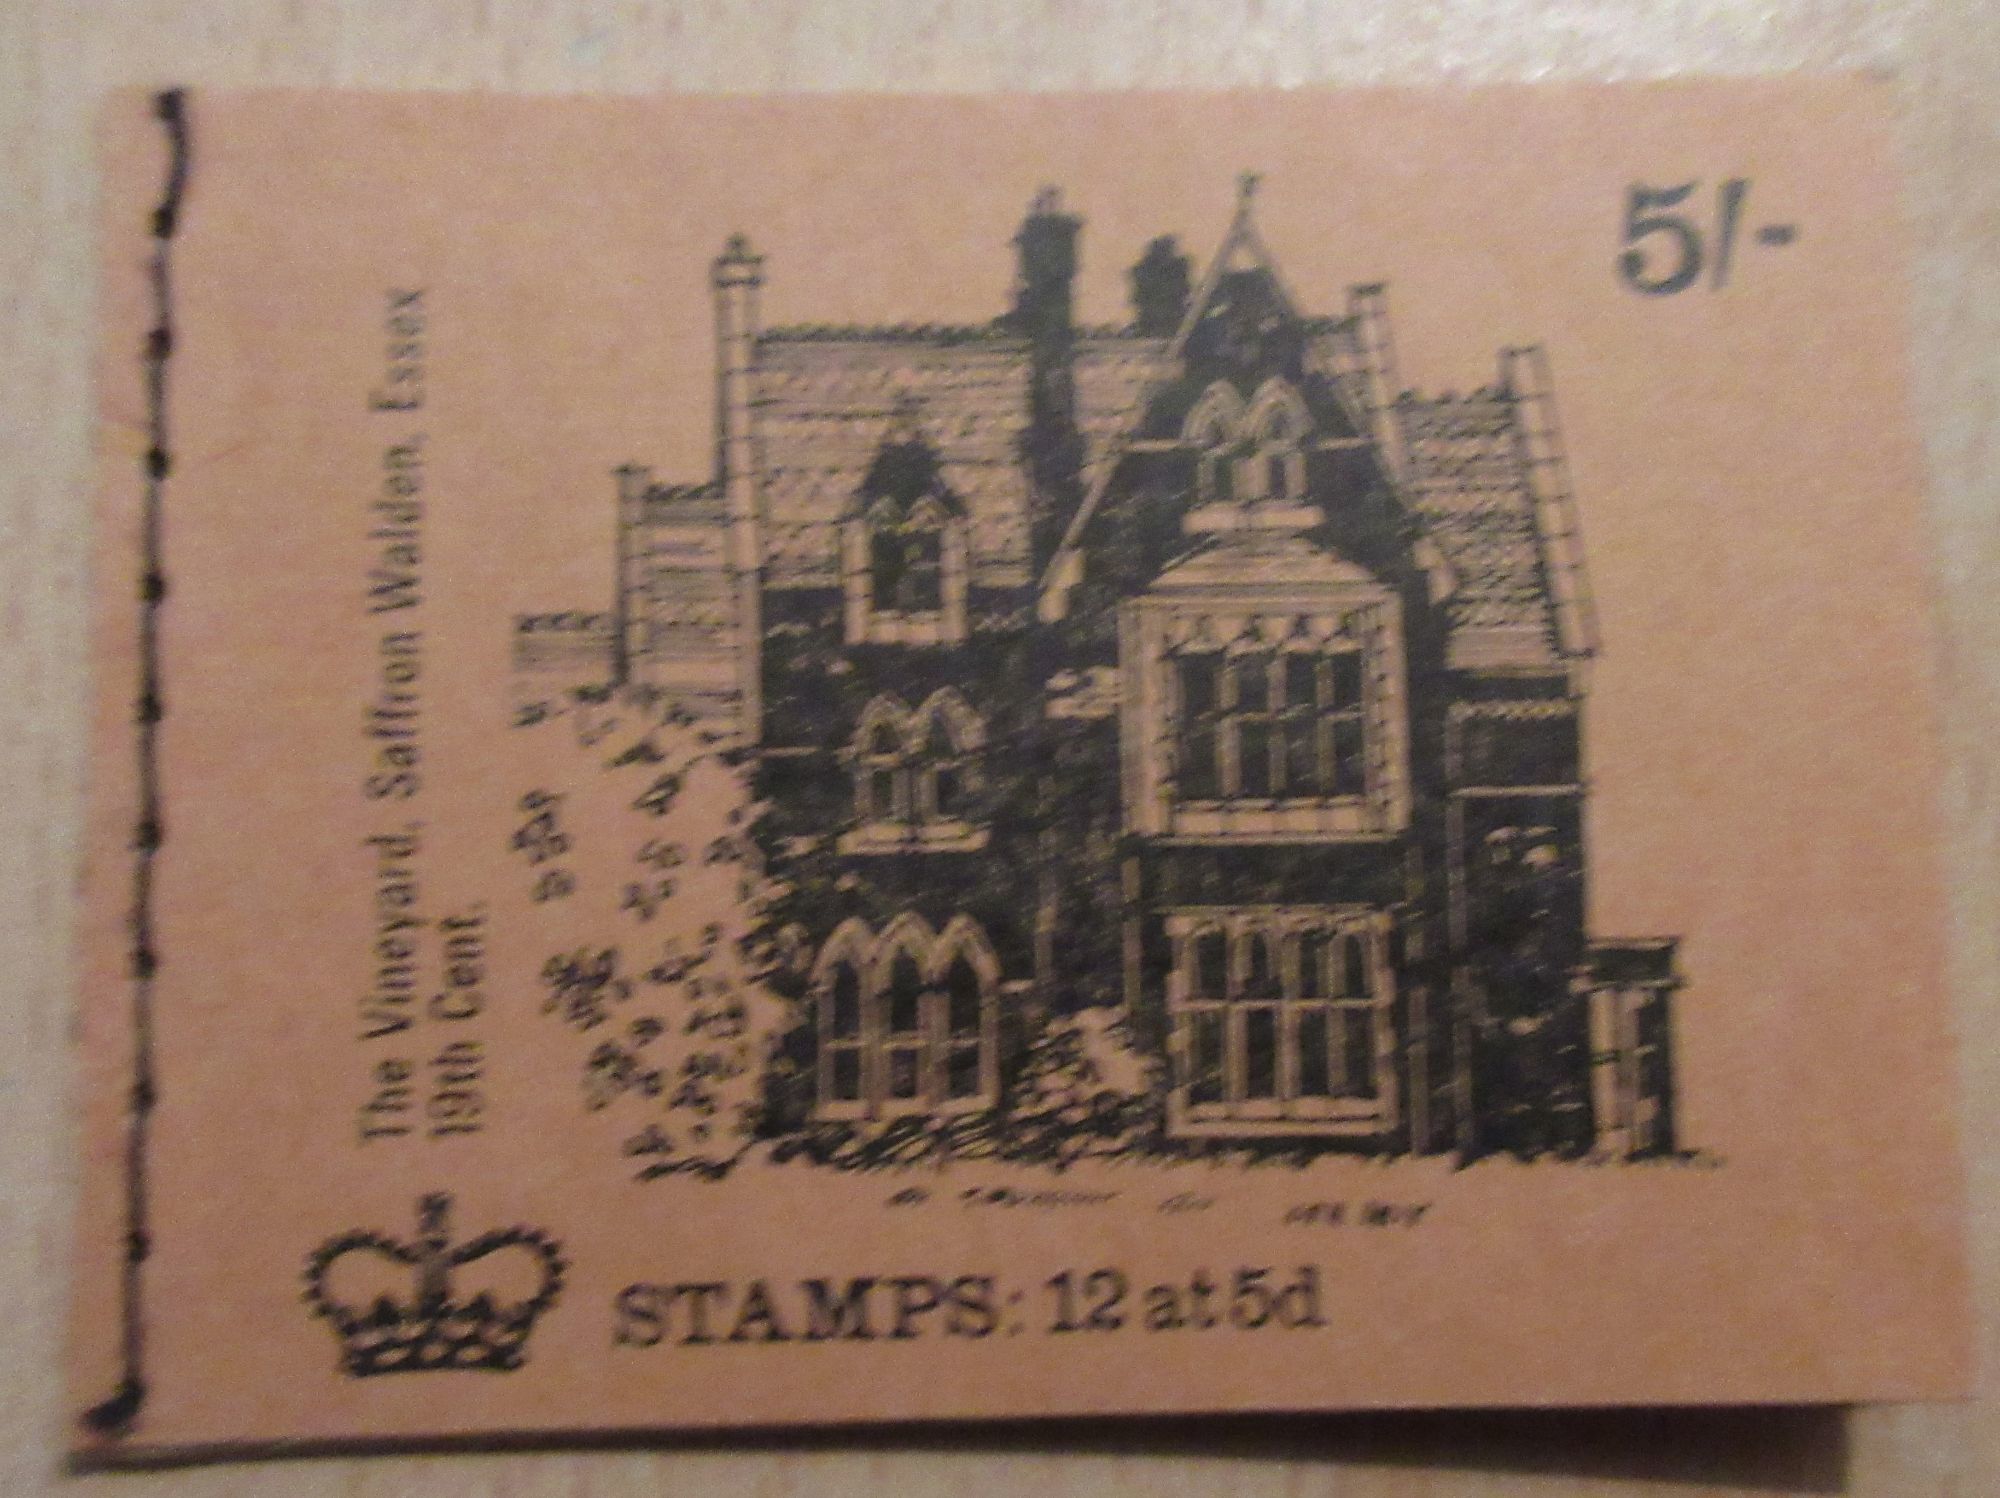 5/-
The Vineyard, Saffron Walden, Essex
19th Cent.
STAMPS: 12 at 5d